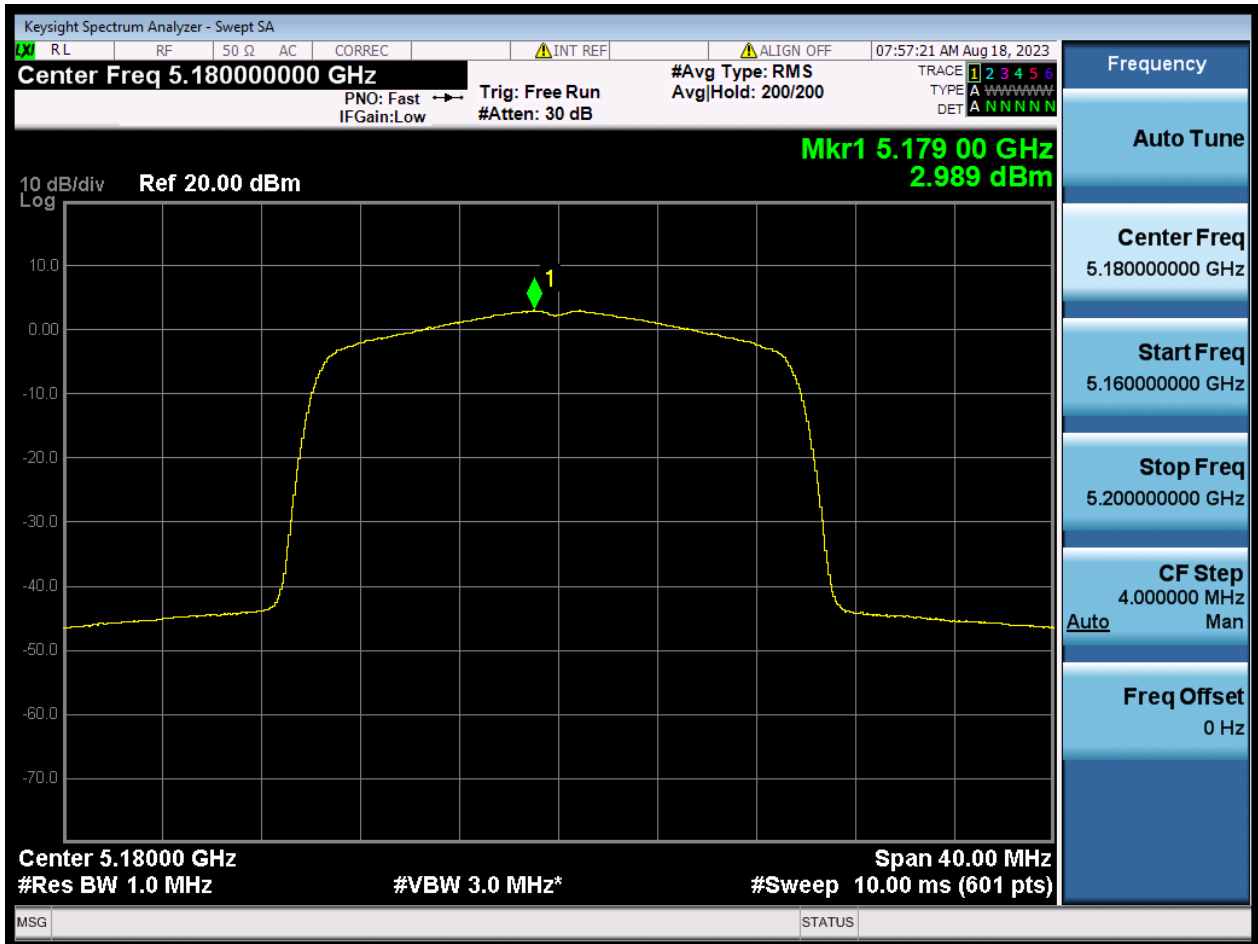 Keysight Spectrum Analyzer - Swept SA
LXI RL RF 50 Ω AC CORREC INT REF ALIGN OFF 07:57:21 AM Aug 18, 2023
Center Freq 5.180000000 GHz
PNO: Fast
IFGain:Low
Trig: Free Run
#Atten: 30 dB
#Avg Type: RMS
Avg|Hold: 200/200
TRACE 1 2 3 4 5 6
TYPE A WWWWW
DET A N N N N N
Mkr1 5.179 00 GHz
2.989 dBm
10 dB/div Ref 20.00 dBm
Log
1
10.0
0.00
-10.0
-20.0
-30.0
-40.0
-50.0
-60.0
-70.0
Center 5.18000 GHz Span 40.00 MHz
#Res BW 1.0 MHz #VBW 3.0 MHz* #Sweep 10.00 ms (601 pts)
MSG STATUS
Frequency
Auto Tune
Center Freq
5.180000000 GHz
Start Freq
5.160000000 GHz
Stop Freq
5.200000000 GHz
CF Step
4.000000 MHz
Auto Man
Freq Offset
0 Hz